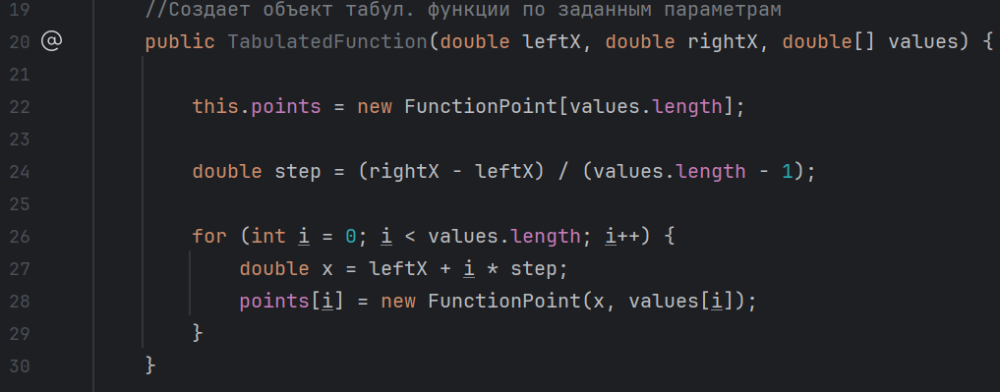 19 //Создает объект табул. функции по заданным параметрам
20 @ public TabulatedFunction(double leftX, double rightX, double[] values) {
21
22 this.points = new FunctionPoint[values.length];
23
24 double step = (rightX - leftX) / (values.length - 1);
25
26 for (int i = 0; i < values.length; i++) {
27 double x = leftX + i * step;
28 points[i] = new FunctionPoint(x, values[i]);
29 }
30 }